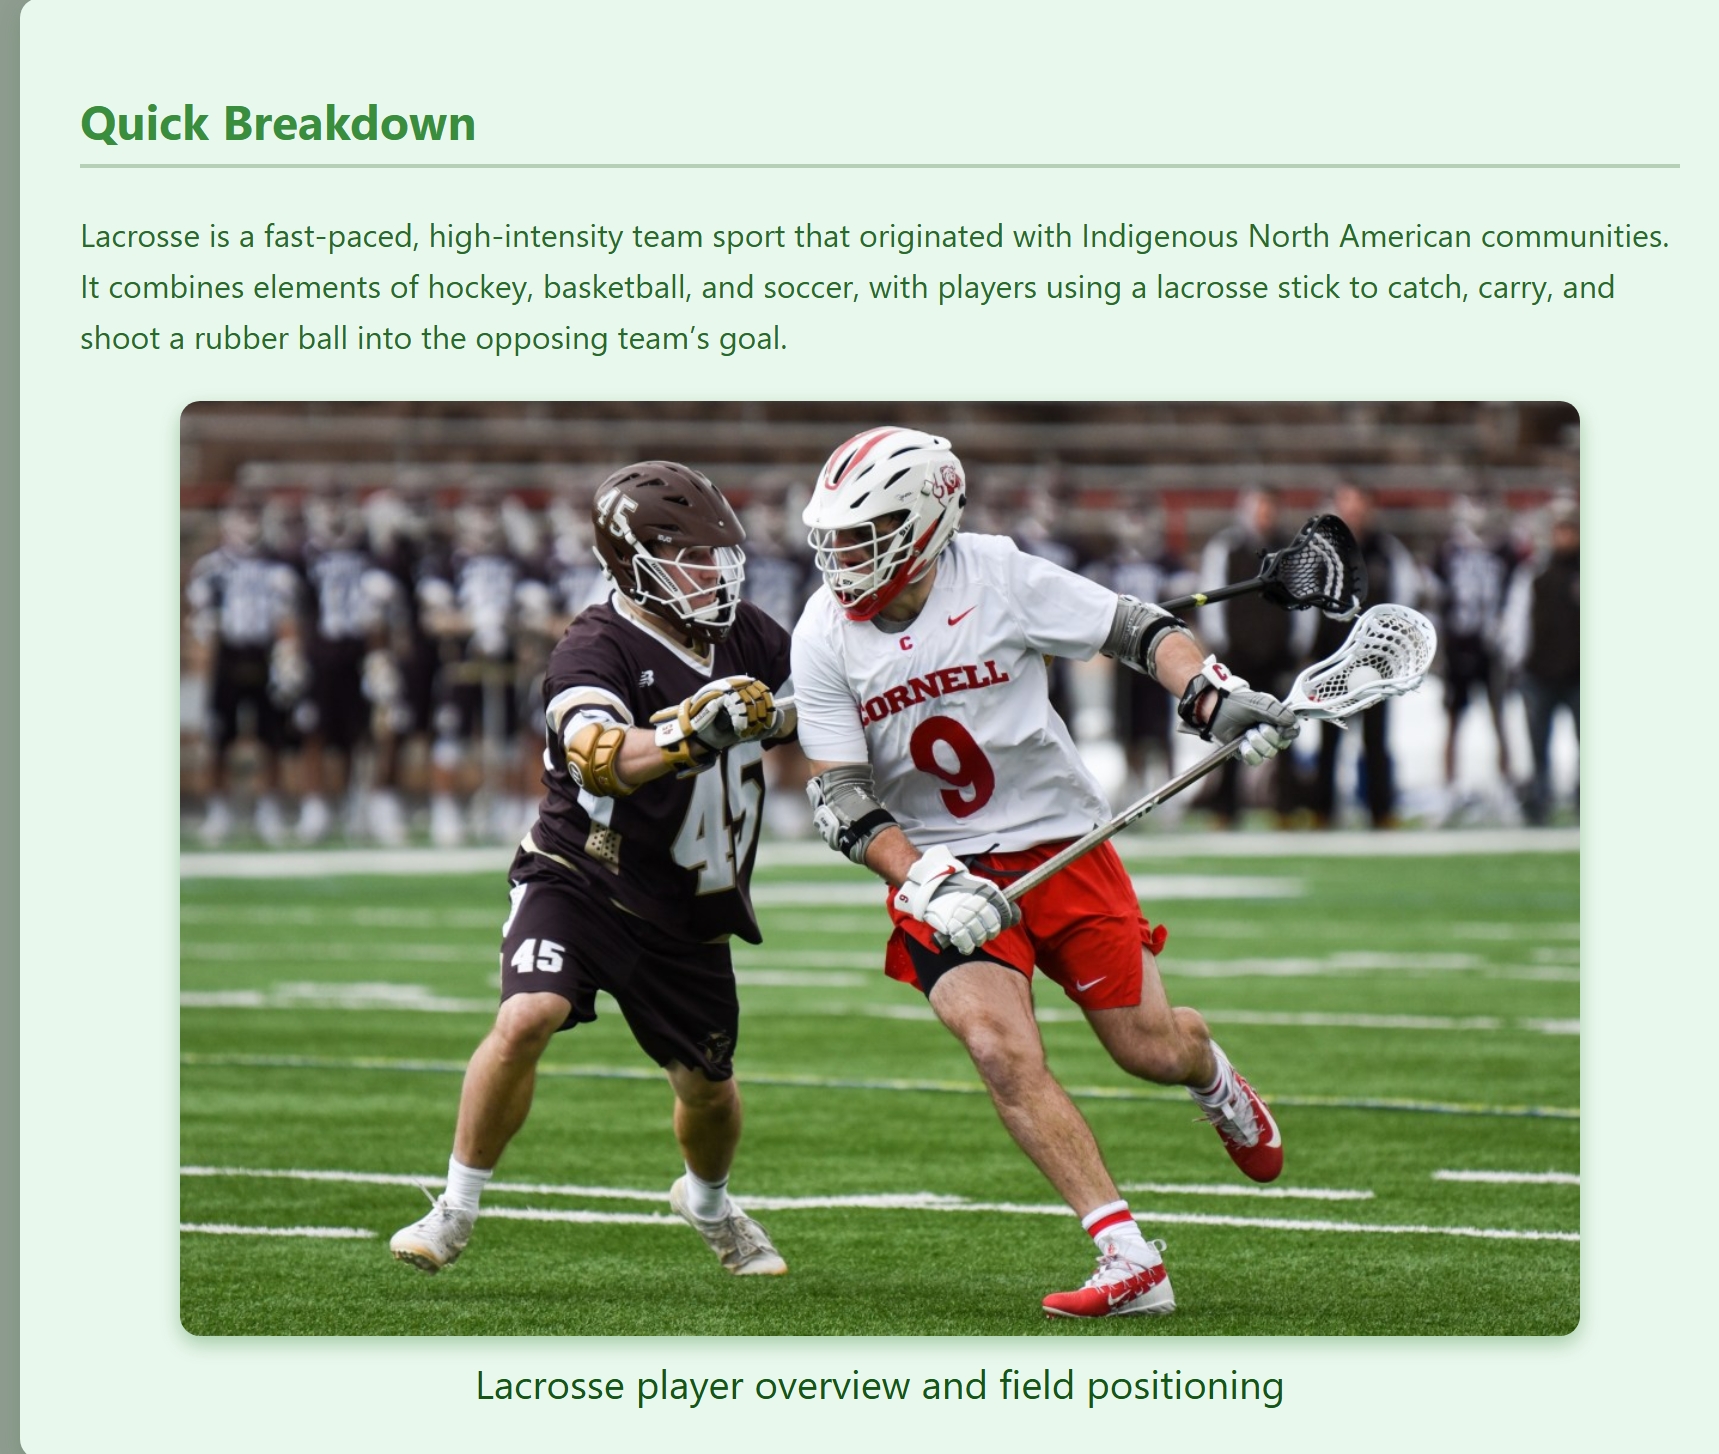 Quick Breakdown
Lacrosse is a fast-paced, high-intensity team sport that originated with Indigenous North American communities.
It combines elements of hockey, basketball, and soccer, with players using a lacrosse stick to catch, carry, and
shoot a rubber ball into the opposing team’s goal.
45
C
C
CORNELL
9
45
9
45
Lacrosse player overview and field positioning